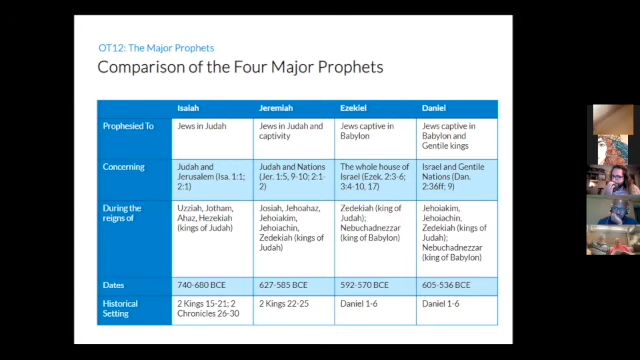 OT12: The Major Prophets
Comparison of the Four Major Prophets
Isaiah Jeremiah Ezekiel Daniel
Prophesied To
Jews in Judah
Jews in Judah and
captivity
Jews captive in
Babylon
Jews captive in
Babylon and
Gentile kings
Concerning
Judah and
Jerusalem (Isa. 1:1;
2:1)
Judah and Nations
(Jer. 1:5, 9-10; 2:1-
2)
The whole house of
Israel (Ezek. 2:3-6;
3:4-10, 17)
Israel and Gentile
Nations (Dan.
2:36ff; 9)
During the
reigns of
Uzziah, Jotham,
Ahaz, Hezekiah
(kings of Judah)
Josiah, Jehoahaz,
Jehoiakim,
Jehoiachin,
Zedekiah (kings of
Judah)
Zedekiah (king of
Judah);
Nebuchadnezzar
(king of Babylon)
Jehoiakim,
Jehoiachin,
Zedekiah (kings of
Judah);
Nebuchadnezzar
(king of Babylon)
Dates
740-680 BCE
627-585 BCE
592-570 BCE
605-536 BCE
Historical
Setting
2 Kings 15-21; 2
Chronicles 26-30
2 Kings 22-25
Daniel 1-6
Daniel 1-6